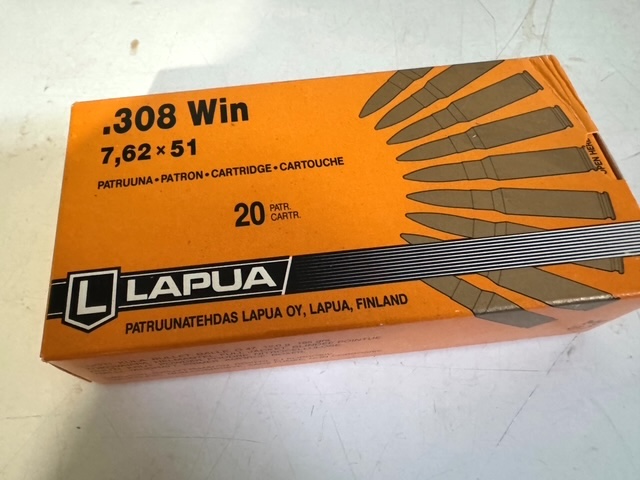 .308 Win
7,62 × 51
PATRUUNA • PATRON • CARTRIDGE • CARTOUCHE
20 PATR.
CARTR.
L LAPUA
PATRUUNATEHDAS LAPUA OY, LAPUA, FINLAND